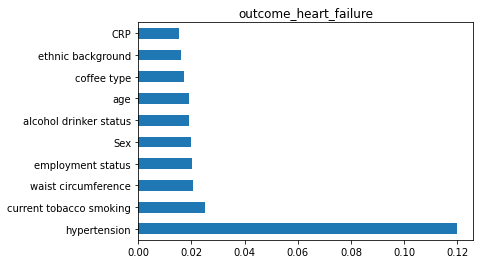 outcome_heart_failure
CRP
ethnic background
coffee type
age
alcohol drinker status
Sex
employment status
waist circumference
current tobacco smoking
hypertension
0.00 0.02 0.04 0.06 0.08 0.10 0.12